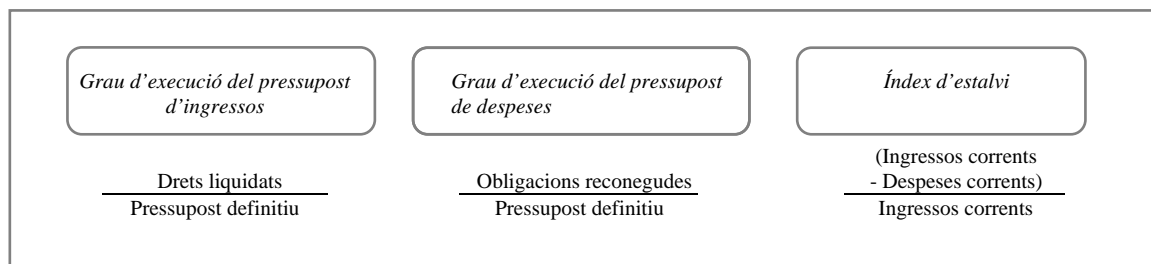 Grau d'execució del pressupost
d'ingressos
Drets liquidats
Pressupost definitiu
Grau d'execució del pressupost
de despeses
Obligacions reconegudes
Pressupost definitiu
Índex d'estalvi
(Ingressos corrents
- Despeses corrents)
Ingressos corrents